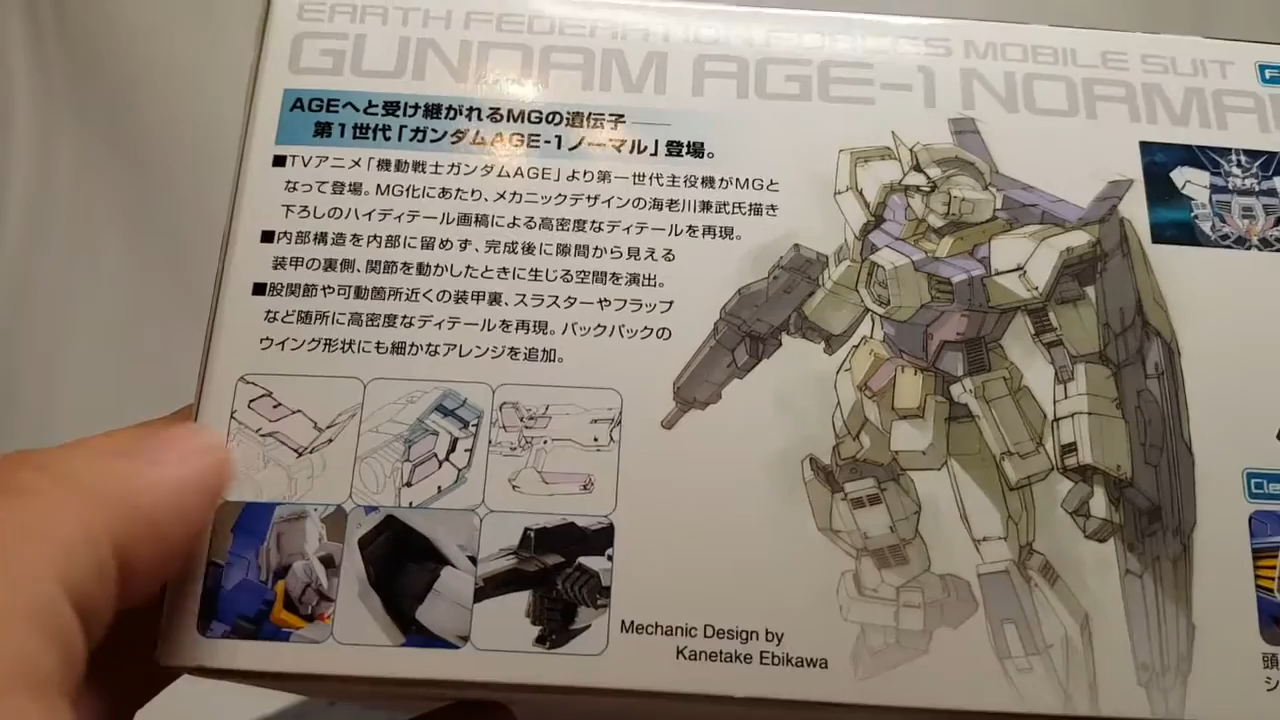 EARTH FEDERATION FORCES MOBILE SUIT
GUNDAM AGE-1 NORMAL
AGEへと受け継がれるMGの遺伝子――
第1世代「ガンダムAGE-1ノーマル」登場。
■TVアニメ「機動戦士ガンダムAGE」より第一世代主役機がMGと
なって登場。MG化にあたり、メカニックデザインの海老川兼武氏描き
下ろしのハイディテール画稿による高密度なディテールを再現。
■内部構造を内部に留めず、完成後に隙間から見える
装甲の裏側、関節を動かしたときに生じる空間を演出。
■股関節や可動箇所近くの装甲裏、スラスターやフラップ
など随所に高密度なディテールを再現。バックパックの
ウイング形状にも細かなアレンジを追加。
Mechanic Design by
Kanetake Ebikawa